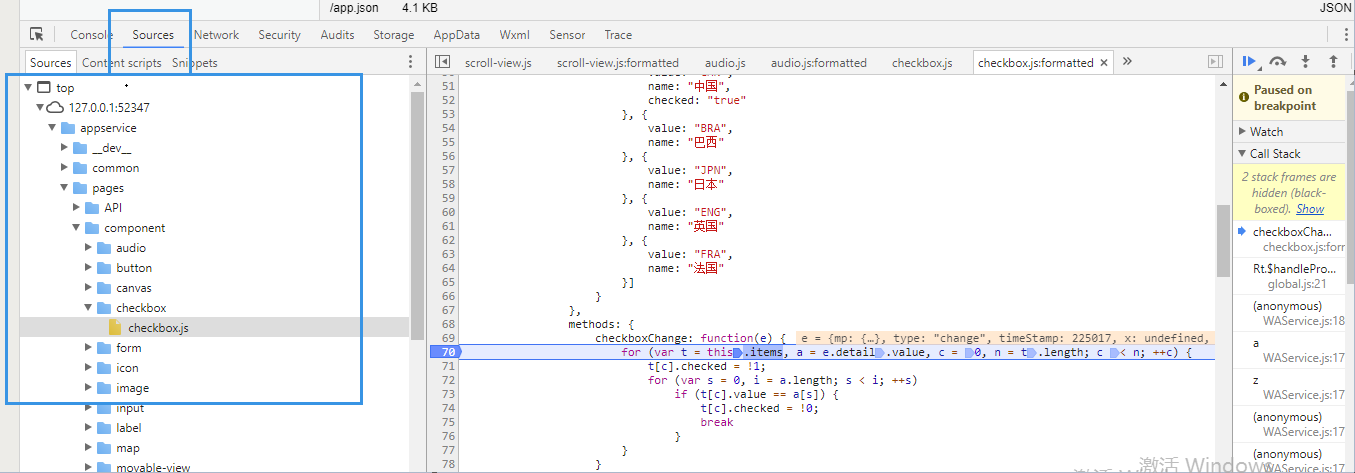 /app.json 4.1 KB JSON
Console Sources Network Security Audits Storage AppData Wxml Sensor Trace
Sources Content scripts Snippets
top
127.0.0.1:52347
appservice
__dev__
common
pages
API
component
audio
button
canvas
checkbox
checkbox.js
form
icon
image
input
label
map
movable-view
scroll-view.js scroll-view.js:formatted audio.js audio.js:formatted checkbox.js checkbox.js:formatted × »
51 name: "中国",
52 checked: "true"
53 }, {
54 value: "BRA",
55 name: "巴西"
56 }, {
57 value: "JPN",
58 name: "日本"
59 }, {
60 value: "ENG",
61 name: "英国"
62 }, {
63 value: "FRA",
64 name: "法国"
65 }]
66 }
67 },
68 methods: {
69 checkboxChange: function(e) { e = {mp: {…}, type: "change", timeStamp: 225017, x: undefined,
70 for (var t = this.items, a = e.detail.value, c = 0, n = t.length; c < n; ++c) {
71 t[c].checked = !1;
72 for (var s = 0, i = a.length; s < i; ++s)
73 if (t[c].value == a[s]) {
74 t[c].checked = !0;
75 break
76 }
77 }
78 }
Paused on
breakpoint
Watch
Call Stack
2 stack frames are
hidden (black-
boxed). Show
checkboxCha...
checkbox.js:forr
Rt.$handlePro...
global.js:21
(anonymous)
WAService.js:18
a
WAService.js:17
z
WAService.js:17
(anonymous)
WAService.js:17
(anonymous)
WAService.js:17
激活 Windows